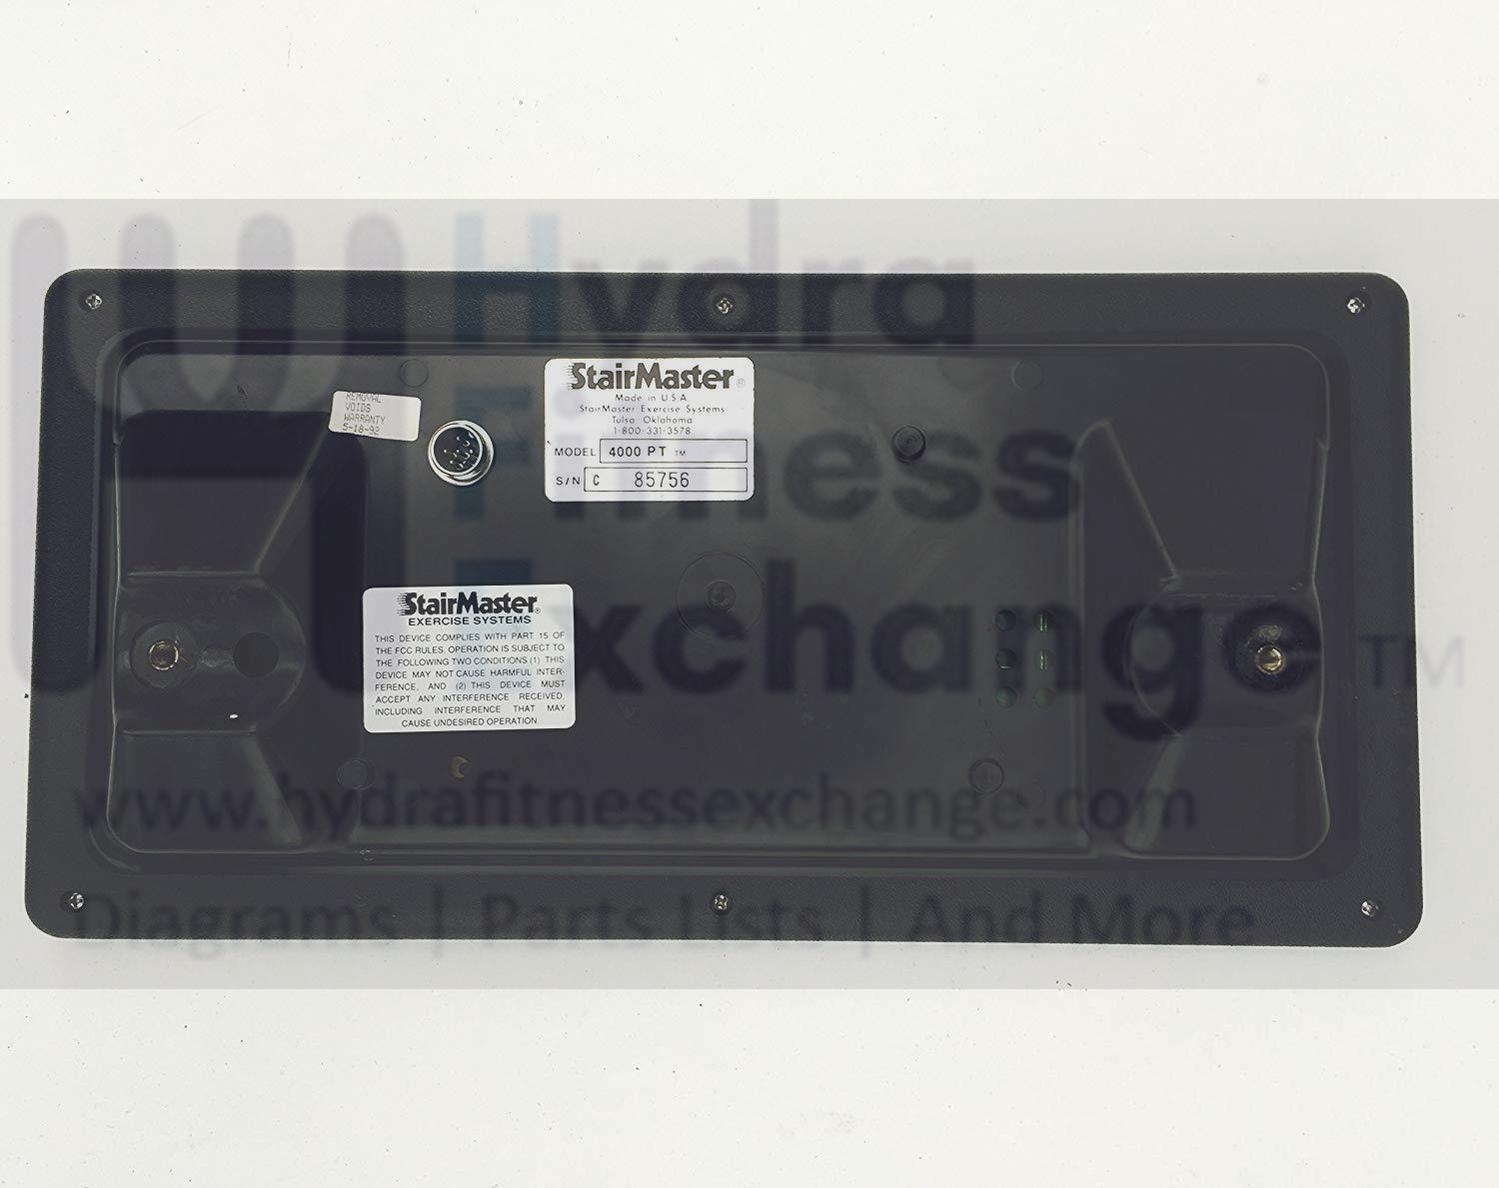 Hydra
Fitness
Exchange™
www.hydrafitnessexchange.com
Diagrams | Parts Lists | And More
REMOVAL
VOIDS
WARRANTY
5-18-92
StairMaster®
Made in U.S.A.
StairMaster Exercise Systems
Tulsa, Oklahoma
1-800-331-3578
MODEL 4000 PT ™
S/N C 85756
StairMaster®
EXERCISE SYSTEMS
THIS DEVICE COMPLIES WITH PART 15 OF
THE FCC RULES. OPERATION IS SUBJECT TO
THE FOLLOWING TWO CONDITIONS (1) THIS
DEVICE MAY NOT CAUSE HARMFUL INTER-
FERENCE, AND (2) THIS DEVICE MUST
ACCEPT ANY INTERFERENCE RECEIVED,
INCLUDING INTERFERENCE THAT MAY
CAUSE UNDESIRED OPERATION